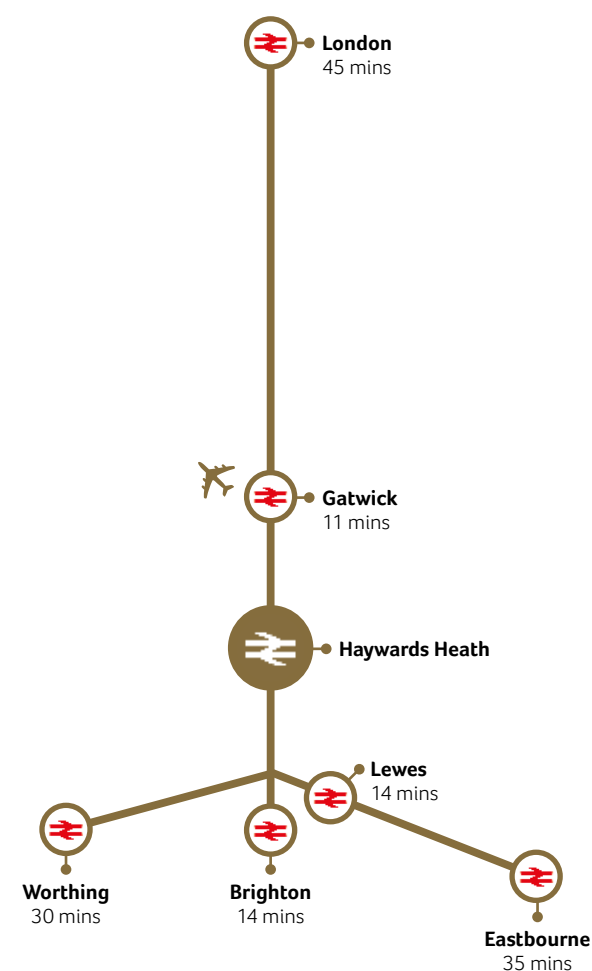 London
45 mins
Gatwick
11 mins
Haywards Heath
Lewes
14 mins
Worthing
30 mins
Brighton
14 mins
Eastbourne
35 mins